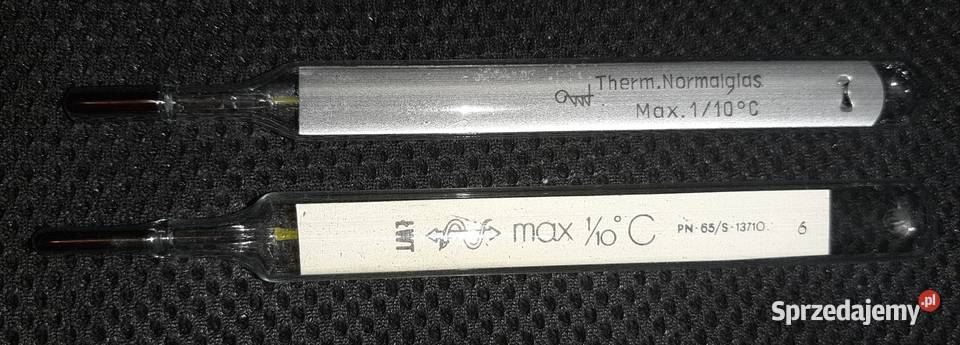 Therm.Normalglas
Max.1/10°C
max 1/10°C PN-65/S-13710. 6
Sprzedajemy.pl